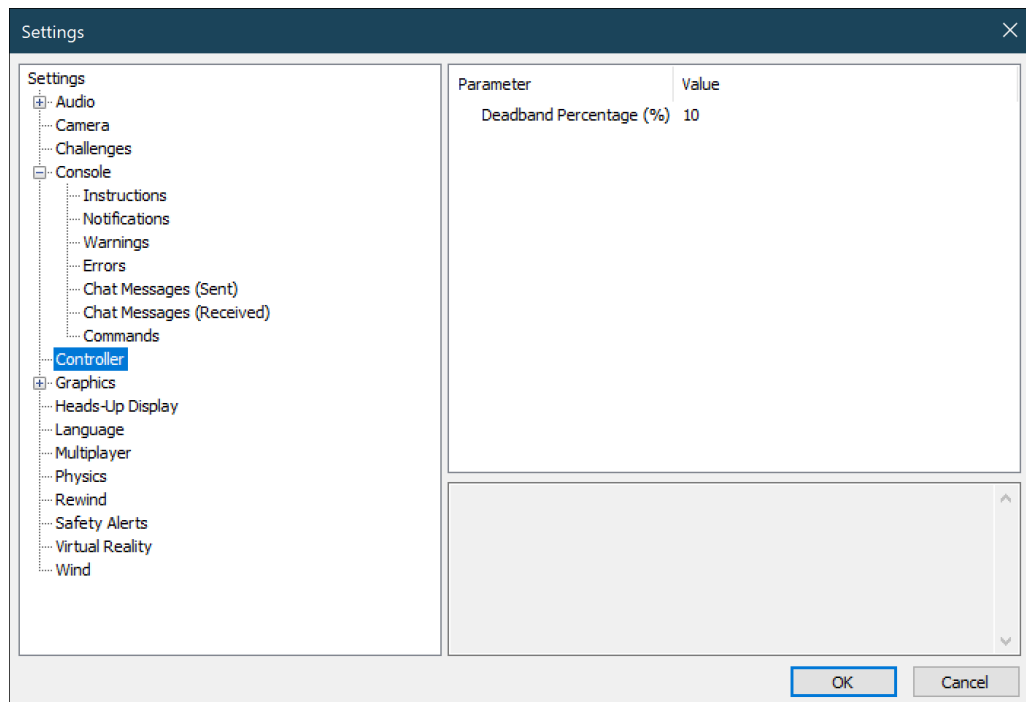 Settings
Settings
Audio
Camera
Challenges
Console
Instructions
Notifications
Warnings
Errors
Chat Messages (Sent)
Chat Messages (Received)
Commands
Controller
Graphics
Heads-Up Display
Language
Multiplayer
Physics
Rewind
Safety Alerts
Virtual Reality
Wind
Parameter Value
Deadband Percentage (%) 10
OK Cancel